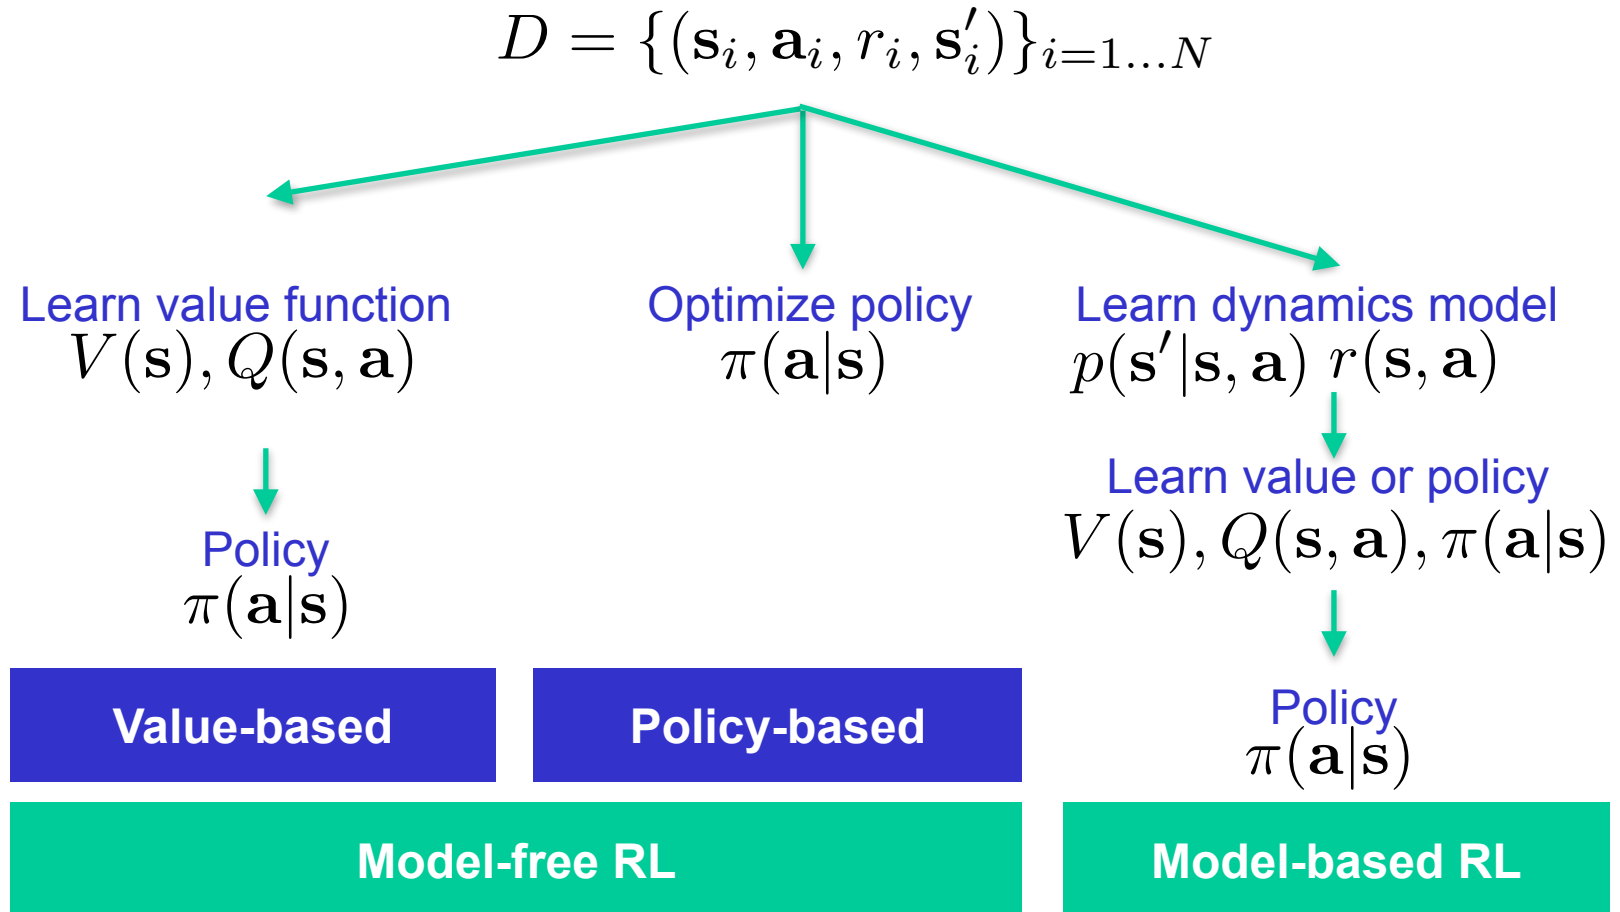 D = {(s_i, a_i, r_i, s'_i)}_{i=1...N}
Learn value function
V(s), Q(s, a)
Policy
π(a|s)
Optimize policy
π(a|s)
Learn dynamics model
p(s'|s, a) r(s, a)
Learn value or policy
V(s), Q(s, a), π(a|s)
Policy
π(a|s)
Value-based
Policy-based
Model-free RL
Model-based RL